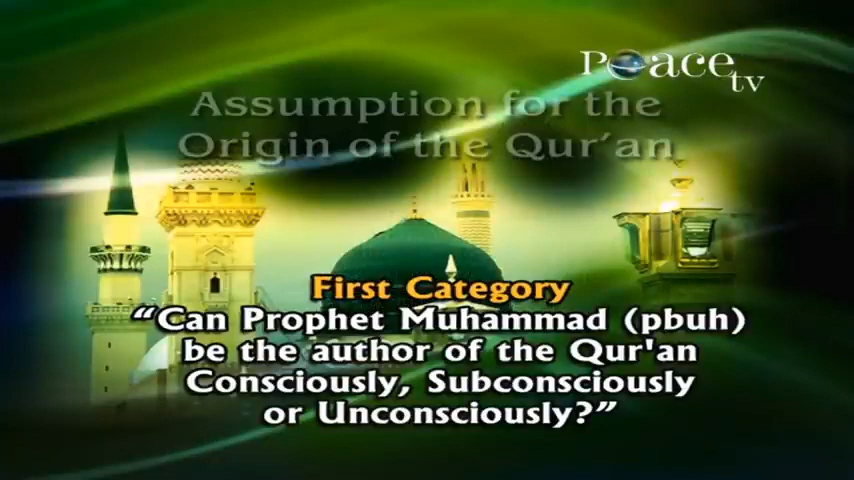 Peace tv
Assumption for the
Origin of the Qur'an
First Category
“Can Prophet Muhammad (pbuh)
be the author of the Qur'an
Consciously, Subconsciously
or Unconsciously?”